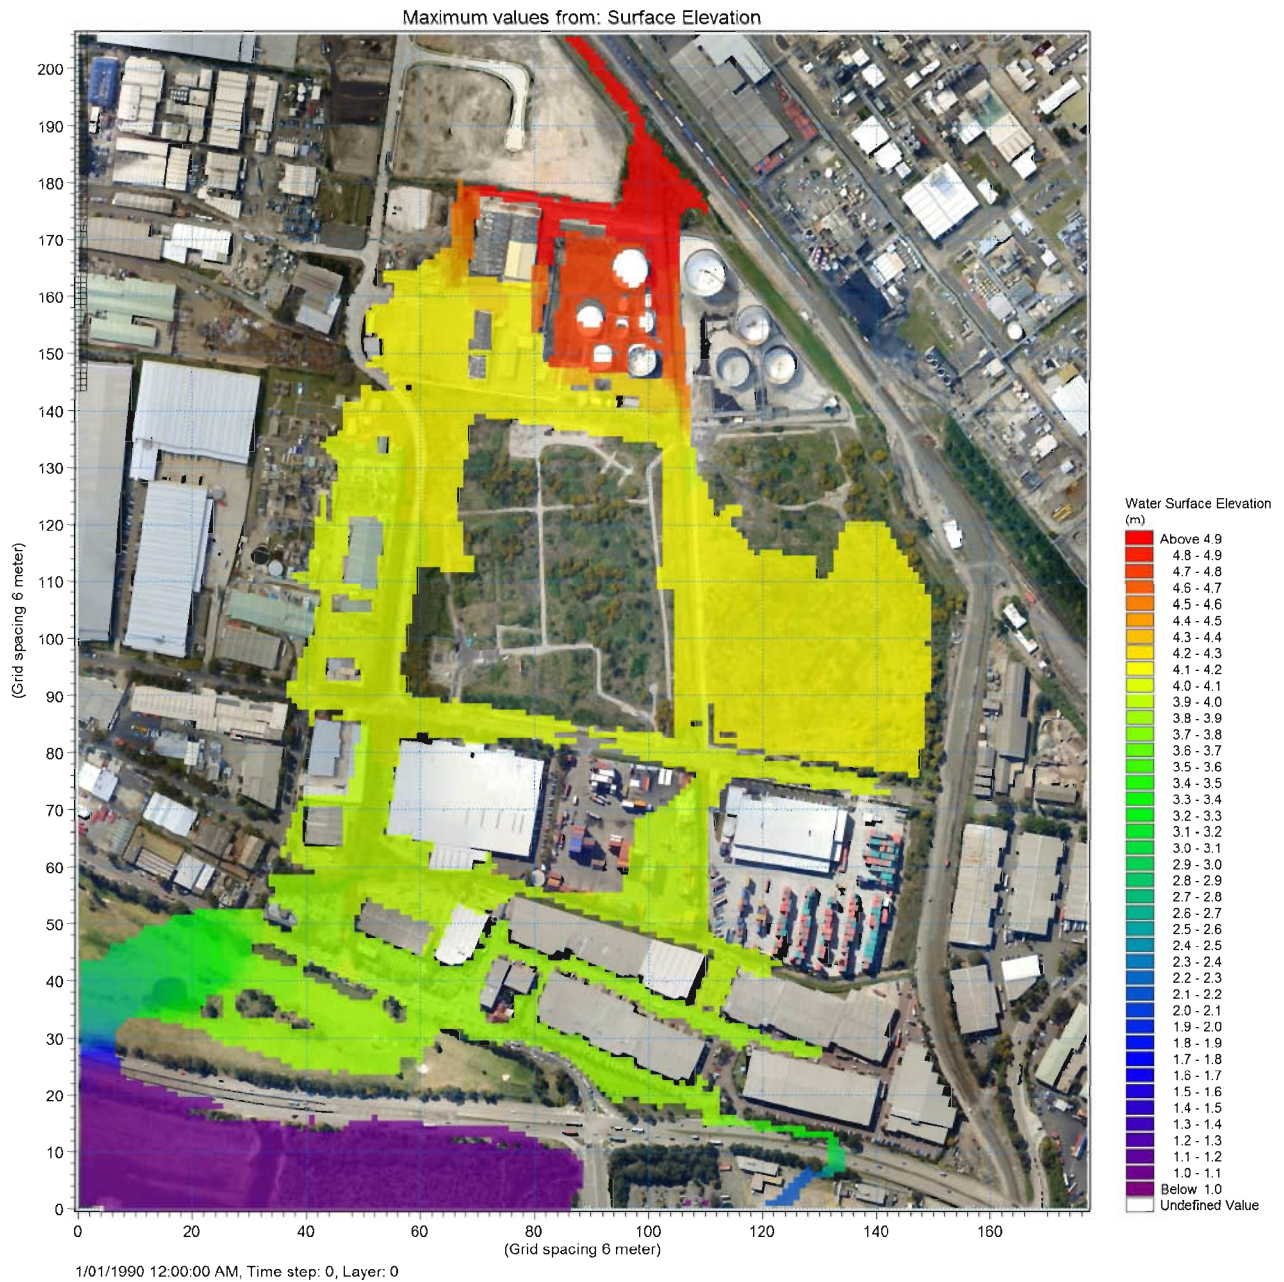 Maximum values from: Surface Elevation
200
190
180
170
160
150
140
130
120
110
100
90
80
70
60
50
40
30
20
10
0
(Grid spacing 6 meter)
0 20 40 60 80 100 120 140 160
(Grid spacing 6 meter)
1/01/1990 12:00:00 AM, Time step: 0, Layer: 0
Water Surface Elevation
(m)
Above 4.9
4.8 - 4.9
4.7 - 4.8
4.6 - 4.7
4.5 - 4.6
4.4 - 4.5
4.3 - 4.4
4.2 - 4.3
4.1 - 4.2
4.0 - 4.1
3.9 - 4.0
3.8 - 3.9
3.7 - 3.8
3.6 - 3.7
3.5 - 3.6
3.4 - 3.5
3.3 - 3.4
3.2 - 3.3
3.1 - 3.2
3.0 - 3.1
2.9 - 3.0
2.8 - 2.9
2.7 - 2.8
2.6 - 2.7
2.5 - 2.6
2.4 - 2.5
2.3 - 2.4
2.2 - 2.3
2.1 - 2.2
2.0 - 2.1
1.9 - 2.0
1.8 - 1.9
1.7 - 1.8
1.6 - 1.7
1.5 - 1.6
1.4 - 1.5
1.3 - 1.4
1.2 - 1.3
1.1 - 1.2
1.0 - 1.1
Below 1.0
Undefined Value